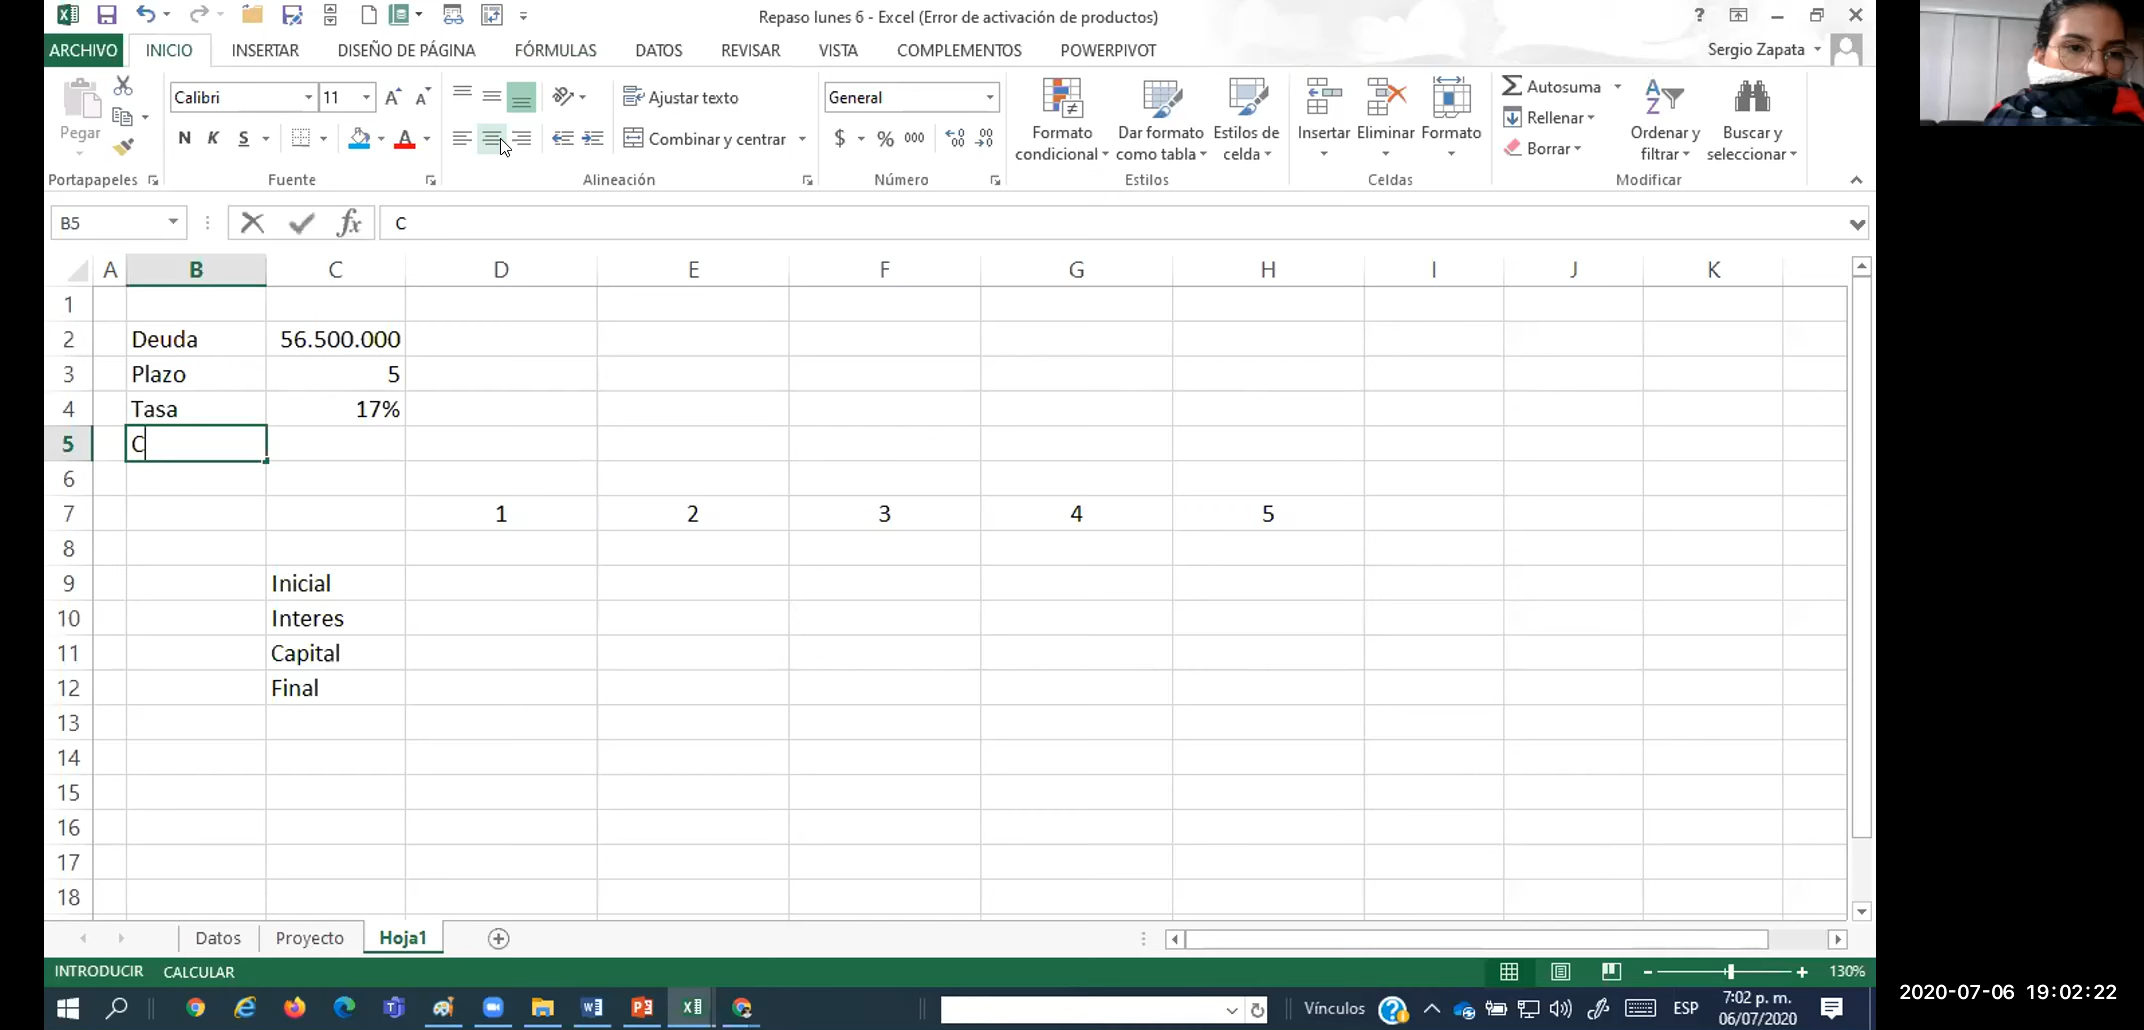 Repaso lunes 6 - Excel (Error de activación de productos)
ARCHIVO INICIO INSERTAR DISEÑO DE PÁGINA FÓRMULAS DATOS REVISAR VISTA COMPLEMENTOS POWERPIVOT Sergio Zapata
Pegar
Calibri 11
N K S A
Ajustar texto
Combinar y centrar
General
$ % 000
Formato condicional
Dar formato como tabla
Estilos de celda
Insertar Eliminar Formato
Autosuma
Rellenar
Borrar
Ordenar y filtrar
Buscar y seleccionar
Portapapeles Fuente Alineación Número Estilos Celdas Modificar
B5 fx C
A B C D E F G H I J K
1
2 Deuda 56.500.000
3 Plazo 5
4 Tasa 17%
5 C
6
7 1 2 3 4 5
8
9 Inicial
10 Interes
11 Capital
12 Final
13
14
15
16
17
18
Datos Proyecto Hoja1
INTRODUCIR CALCULAR 130%
Vínculos ESP 7:02 p. m.
06/07/2020
2020-07-06 19:02:22